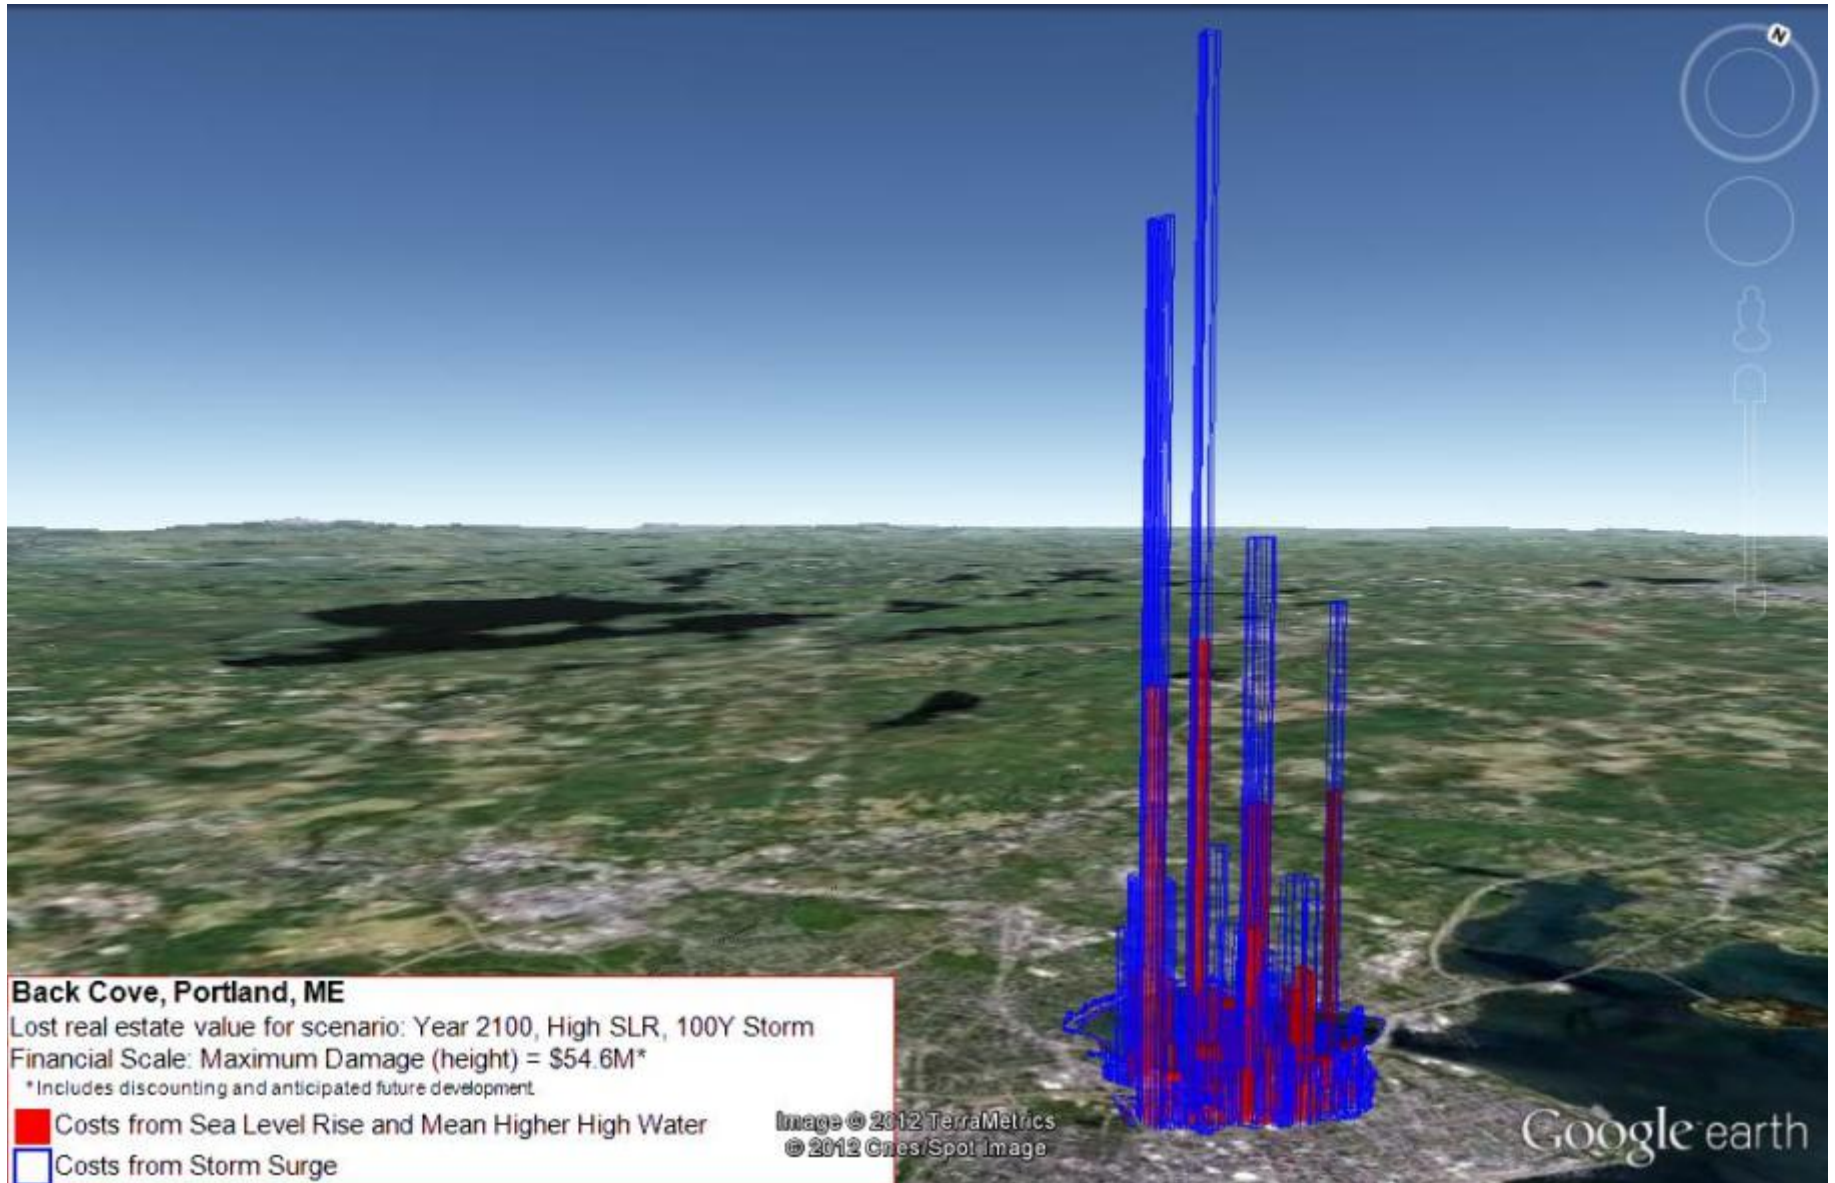 N
Back Cove, Portland, ME
Lost real estate value for scenario: Year 2100, High SLR, 100Y Storm
Financial Scale: Maximum Damage (height) = $54.6M*
*Includes discounting and anticipated future development
Costs from Sea Level Rise and Mean Higher High Water
Costs from Storm Surge
Image © 2012 TerraMetrics
© 2012 Cnes/Spot Image
Google earth